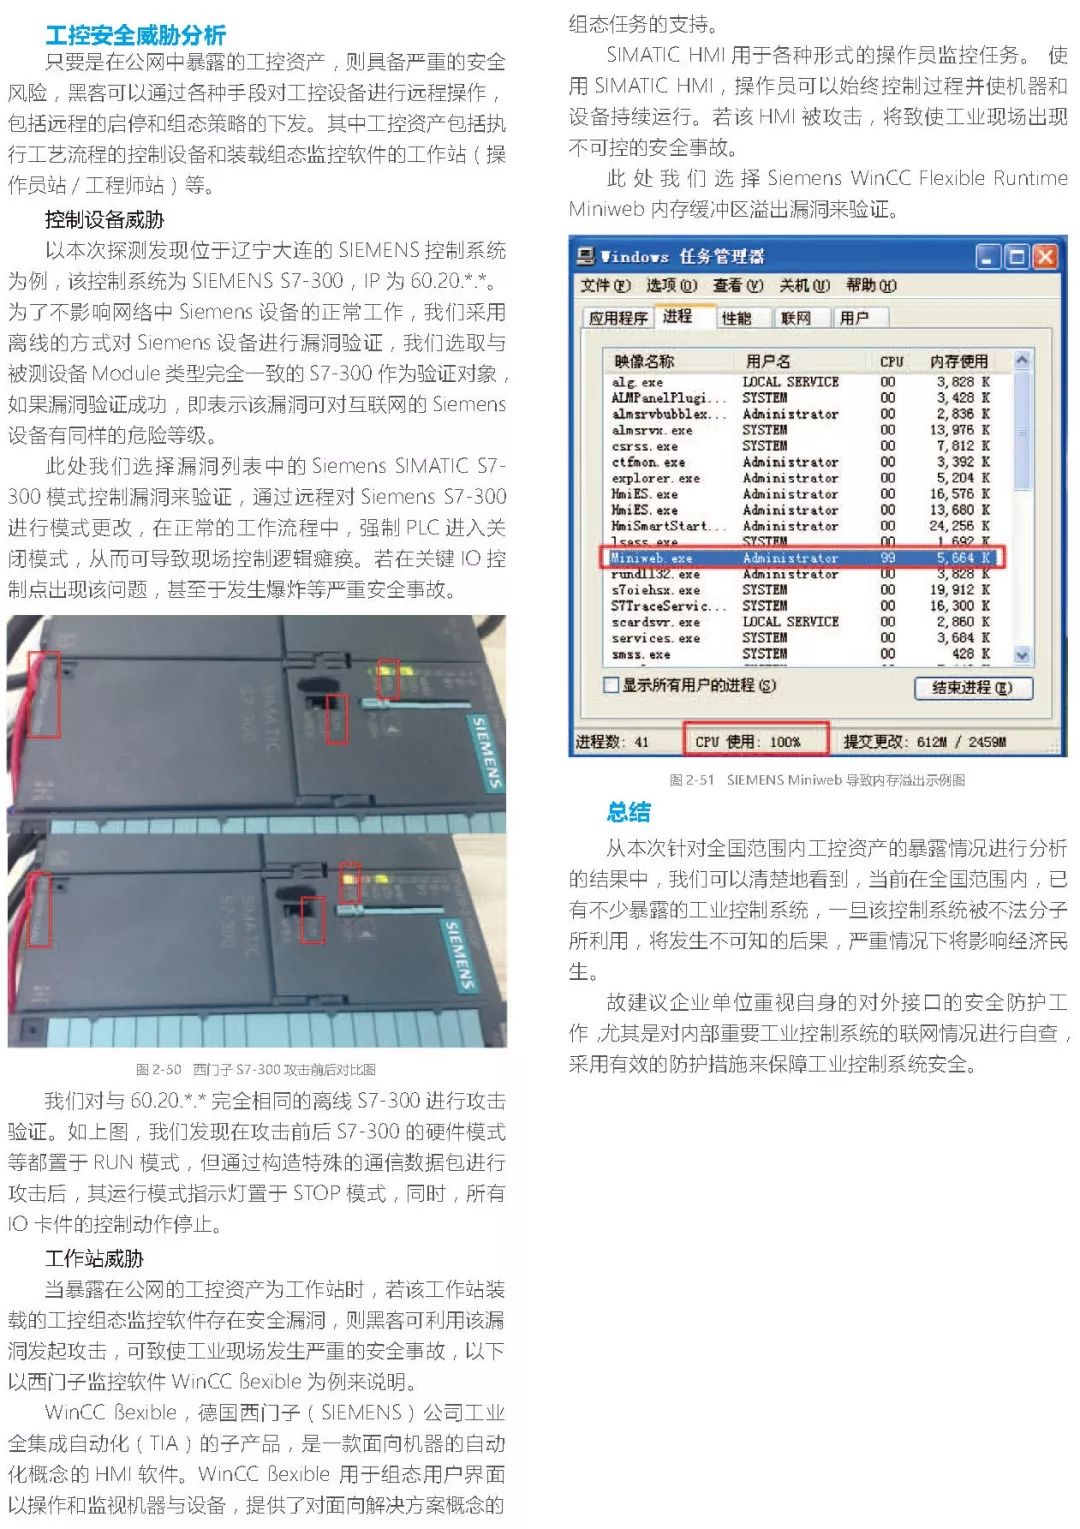 工控安全威胁分析
只要是在公网中暴露的工控资产，则具备严重的安全
风险，黑客可以通过各种手段对工控设备进行远程操作，
包括远程的启停和组态策略的下发。其中工控资产包括执
行工艺流程的控制设备和装载组态监控软件的工作站（操
作员站 / 工程师站）等。
控制设备威胁
以本次探测发现位于辽宁大连的 SIEMENS 控制系统
为例，该控制系统为 SIEMENS S7-300，IP 为 60.20.*.*。
为了不影响网络中 Siemens 设备的正常工作，我们采用
离线的方式对 Siemens 设备进行漏洞验证，我们选取与
被测设备 Module 类型完全一致的 S7-300 作为验证对象，
如果漏洞验证成功，即表示该漏洞可对互联网的 Siemens
设备有同样的危险等级。
此处我们选择漏洞列表中的 Siemens SIMATIC S7-
300 模式控制漏洞来验证，通过远程对 Siemens S7-300
进行模式更改，在正常的工作流程中，强制 PLC 进入关
闭模式，从而可导致现场控制逻辑瘫痪。若在关键 IO 控
制点出现该问题，甚至于发生爆炸等严重安全事故。
SIMATIC
S7-300
SIEMENS
SIMATIC
S7-300
SIEMENS
图 2-50 西门子 S7-300 攻击前后对比图
我们对与 60.20.*.* 完全相同的离线 S7-300 进行攻击
验证。如上图，我们发现在攻击前后 S7-300 的硬件模式
等都置于 RUN 模式，但通过构造特殊的通信数据包进行
攻击后，其运行模式指示灯置于 STOP 模式，同时，所有
IO 卡件的控制动作停止。
工作站威胁
当暴露在公网的工控资产为工作站时，若该工作站装
载的工控组态监控软件存在安全漏洞，则黑客可利用该漏
洞发起攻击，可致使工业现场发生严重的安全事故，以下
以西门子监控软件 WinCC ßexible 为例来说明。
WinCC ßexible，德国西门子（SIEMENS）公司工业
全集成自动化（TIA）的子产品，是一款面向机器的自动
化概念的 HMI 软件。WinCC ßexible 用于组态用户界面
以操作和监视机器与设备，提供了对面向解决方案概念的
组态任务的支持。
SIMATIC HMI 用于各种形式的操作员监控任务。 使
用 SIMATIC HMI，操作员可以始终控制过程并使机器和
设备持续运行。若该 HMI 被攻击，将致使工业现场出现
不可控的安全事故。
此处我们选择 Siemens WinCC Flexible Runtime
Miniweb 内存缓冲区溢出漏洞来验证。
Windows 任务管理器
文件(F) 选项(O) 查看(V) 关机(U) 帮助(H)
应用程序 进程 性能 联网 用户
映像名称 用户名 CPU 内存使用
alg.exe LOCAL SERVICE 00 3,828 K
ALMPanelPlugi... SYSTEM 00 3,428 K
almsrvbubblex... Administrator 00 2,836 K
almsrvx.exe SYSTEM 00 13,976 K
csrss.exe SYSTEM 00 7,812 K
ctfmon.exe Administrator 00 3,392 K
explorer.exe Administrator 00 5,204 K
HmiES.exe Administrator 00 16,576 K
HmiES.exe Administrator 00 13,680 K
HmiSmartStart... Administrator 00 24,256 K
lsass.exe SYSTEM 00 1,692 K
Miniweb.exe Administrator 99 5,664 K
rundll32.exe Administrator 00 3,828 K
s7oiehsx.exe SYSTEM 00 19,912 K
S7TraceServic... SYSTEM 00 16,300 K
scardsvr.exe LOCAL SERVICE 00 2,860 K
services.exe SYSTEM 00 3,684 K
smss.exe SYSTEM 00 428 K
显示所有用户的进程(S) 结束进程(E)
进程数: 41 CPU 使用: 100% 提交更改: 612M / 2459M
图 2-51 SIEMENS Miniweb 导致内存溢出示例图
总结
从本次针对全国范围内工控资产的暴露情况进行分析
的结果中，我们可以清楚地看到，当前在全国范围内，已
有不少暴露的工业控制系统，一旦该控制系统被不法分子
所利用，将发生不可知的后果，严重情况下将影响经济民
生。
故建议企业单位重视自身的对外接口的安全防护工
作，尤其是对内部重要工业控制系统的联网情况进行自查，
采用有效的防护措施来保障工业控制系统安全。